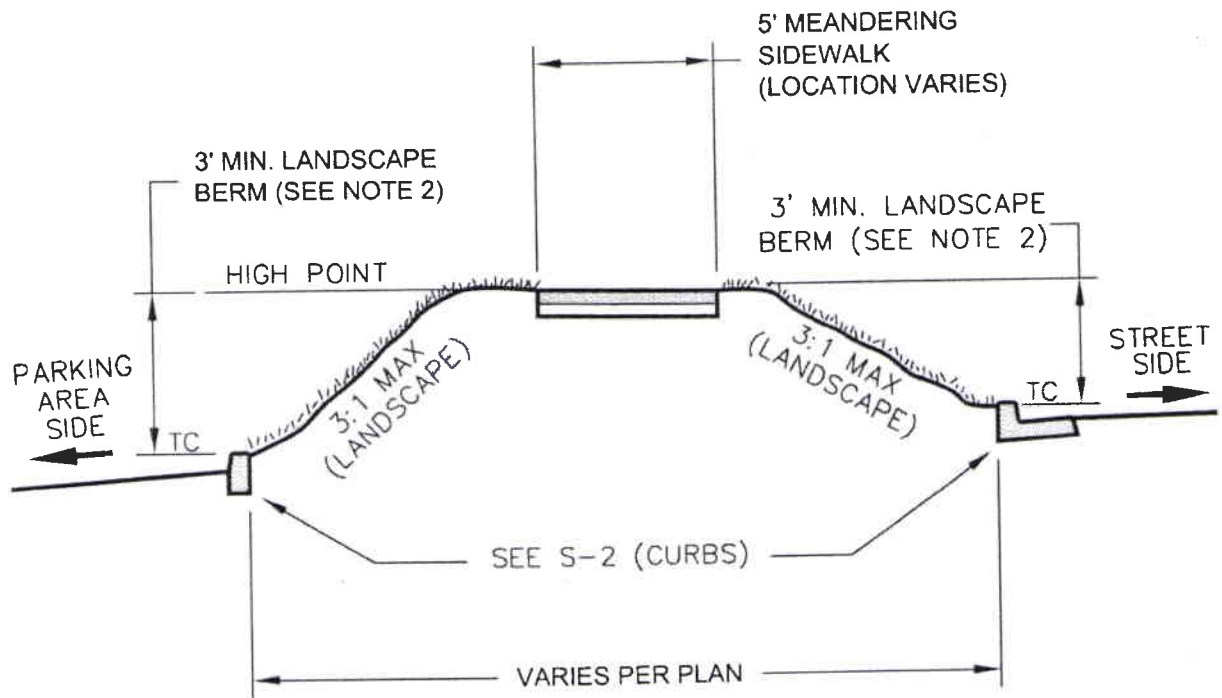 5' MEANDERING
SIDEWALK
(LOCATION VARIES)
3' MIN. LANDSCAPE
BERM (SEE NOTE 2)
3' MIN. LANDSCAPE
BERM (SEE NOTE 2)
HIGH POINT
PARKING
AREA
SIDE
TC
3:1 MAX
(LANDSCAPE)
3:1 MAX
(LANDSCAPE)
TC
STREET
SIDE
SEE S-2 (CURBS)
VARIES PER PLAN